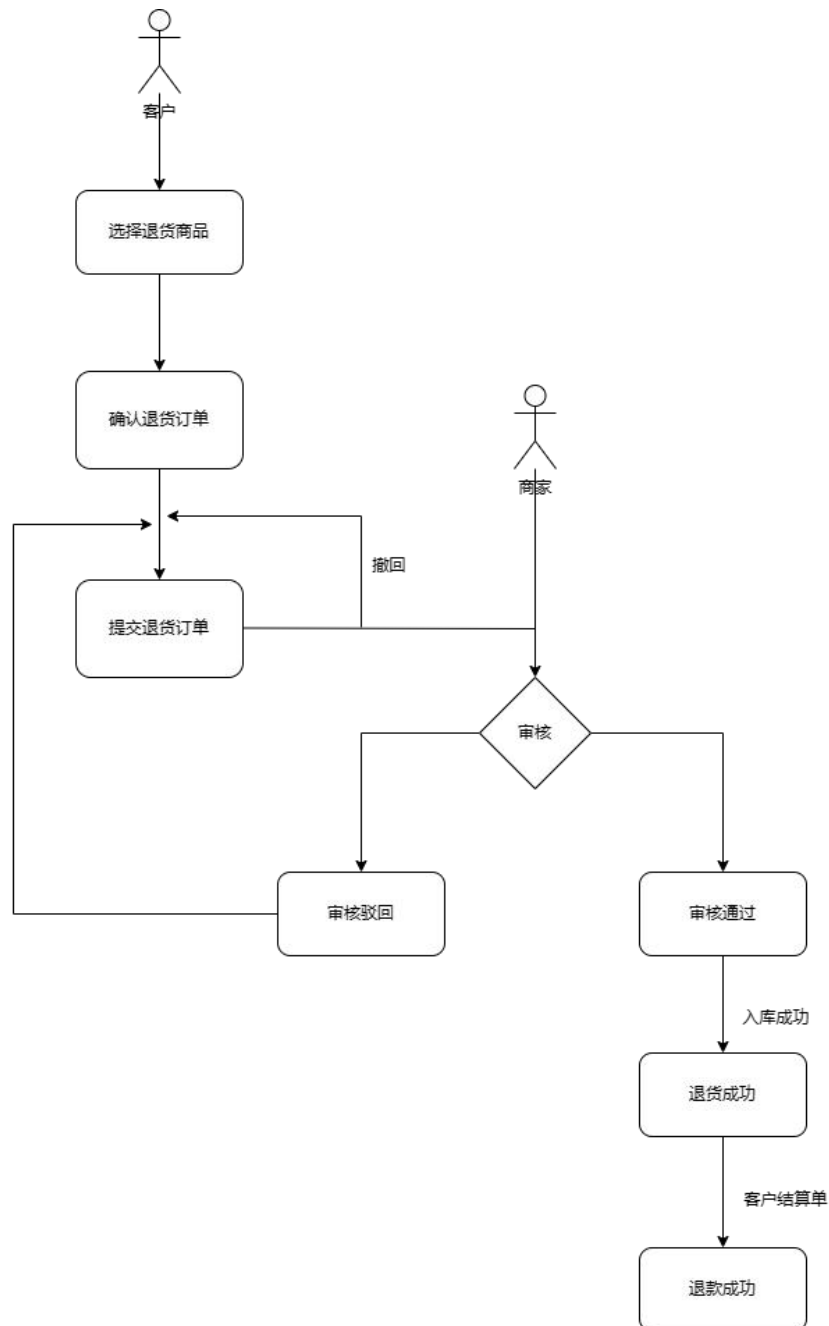 客户
选择退货商品
确认退货订单
商家
撤回
提交退货订单
审核
审核驳回
审核通过
入库成功
退货成功
客户结算单
退款成功